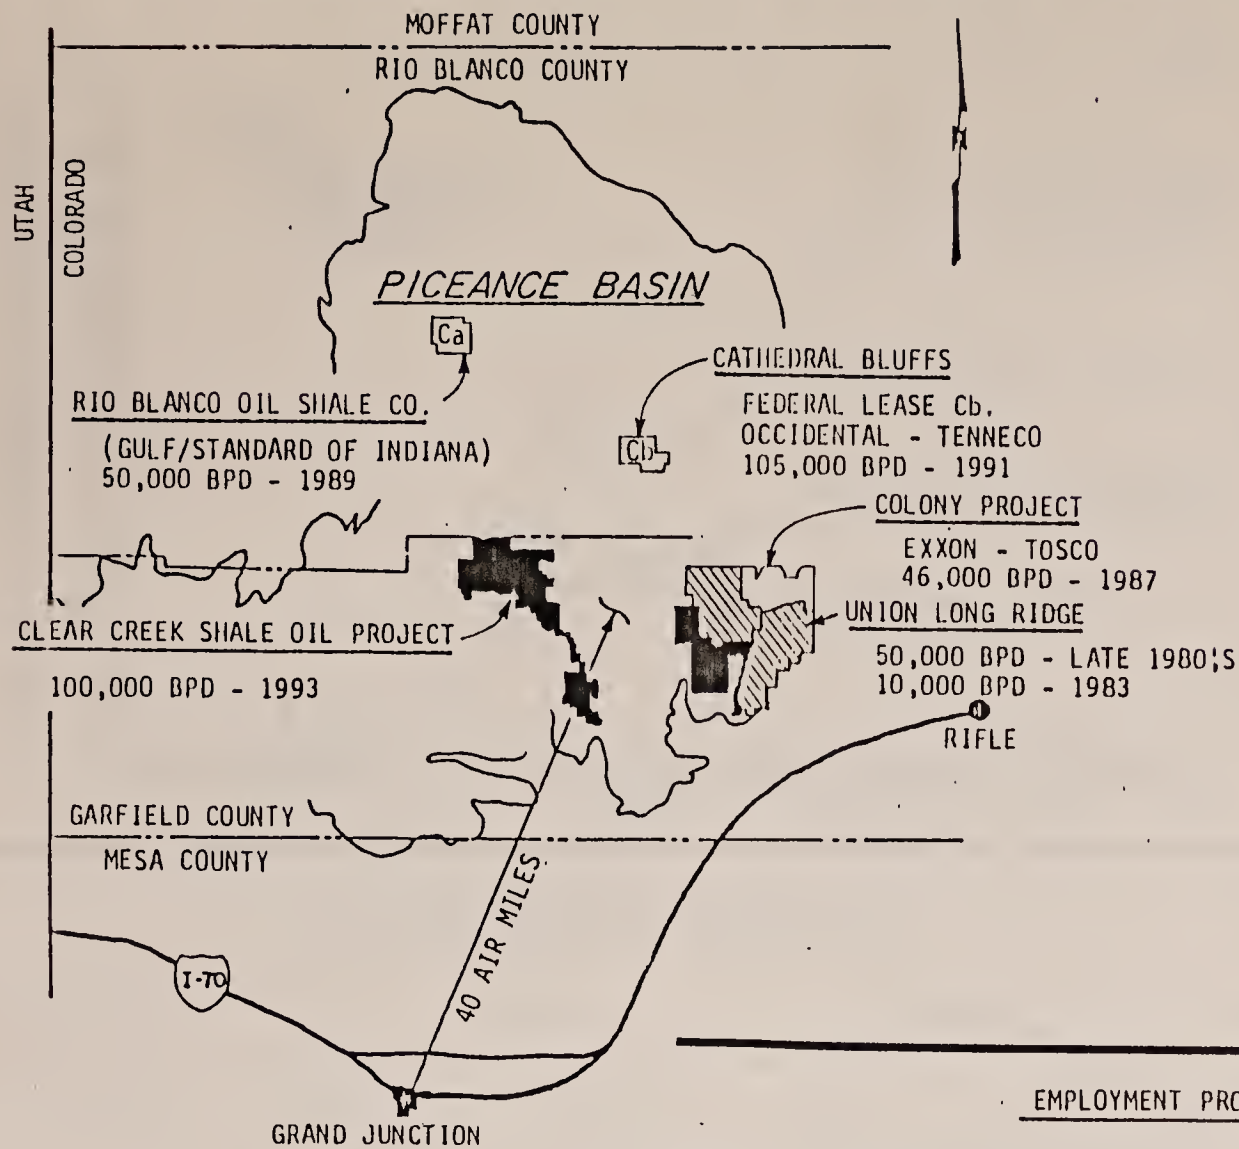 MOFFAT COUNTY
RIO BLANCO COUNTY
UTAH
COLORADO
N
PICEANCE BASIN
Ca
RIO BLANCO OIL SHALE CO.
(GULF/STANDARD OF INDIANA)
50,000 BPD - 1989
CATHEDRAL BLUFFS
FEDERAL LEASE Cb.
OCCIDENTAL - TENNECO
105,000 BPD - 1991
Cb
COLONY PROJECT
EXXON - TOSCO
46,000 BPD - 1987
UNION LONG RIDGE
50,000 BPD - LATE 1980'S
10,000 BPD - 1983
CLEAR CREEK SHALE OIL PROJECT
100,000 BPD - 1993
RIFLE
GARFIELD COUNTY
MESA COUNTY
40 AIR MILES
I-70
GRAND JUNCTION
EMPLOYMENT PRO